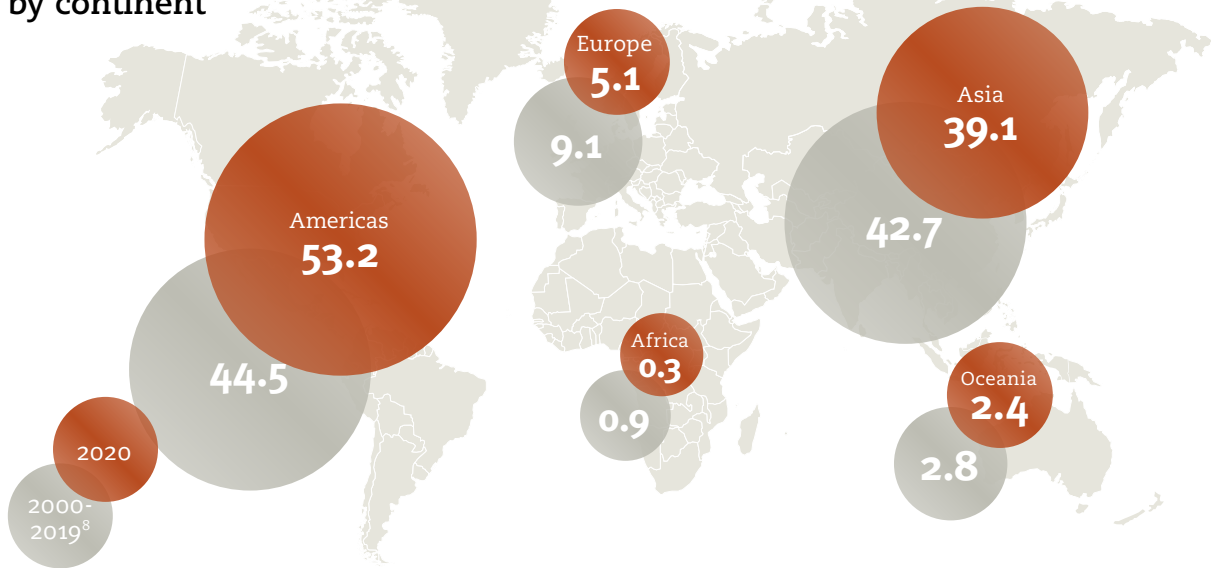 by continent
Europe
5.1
9.1
Asia
39.1
42.7
Americas
53.2
44.5
Africa
0.3
0.9
Oceania
2.4
2.8
2020
2000-
2019⁸